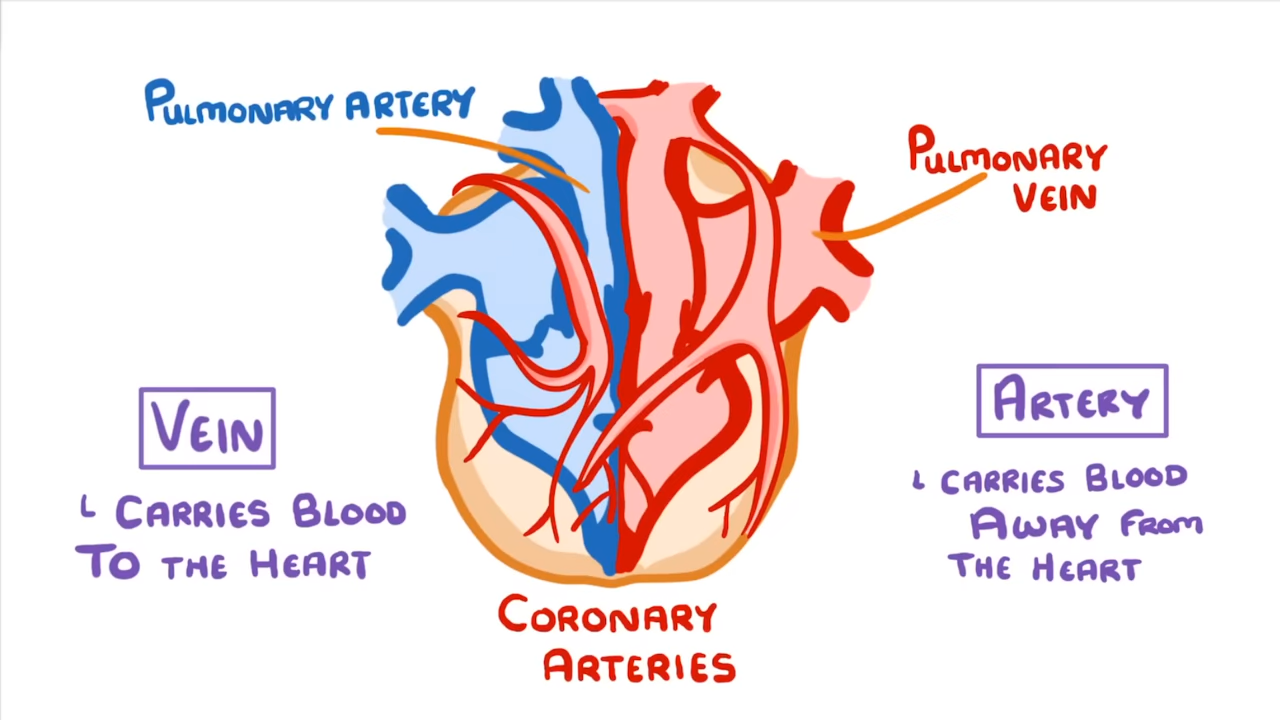 PULMONARY ARTERY
PULMONARY
VEIN
VEIN
CARRIES BLOOD
TO THE HEART
ARTERY
CARRIES BLOOD
AWAY FROM
THE HEART
CORONARY
ARTERIES